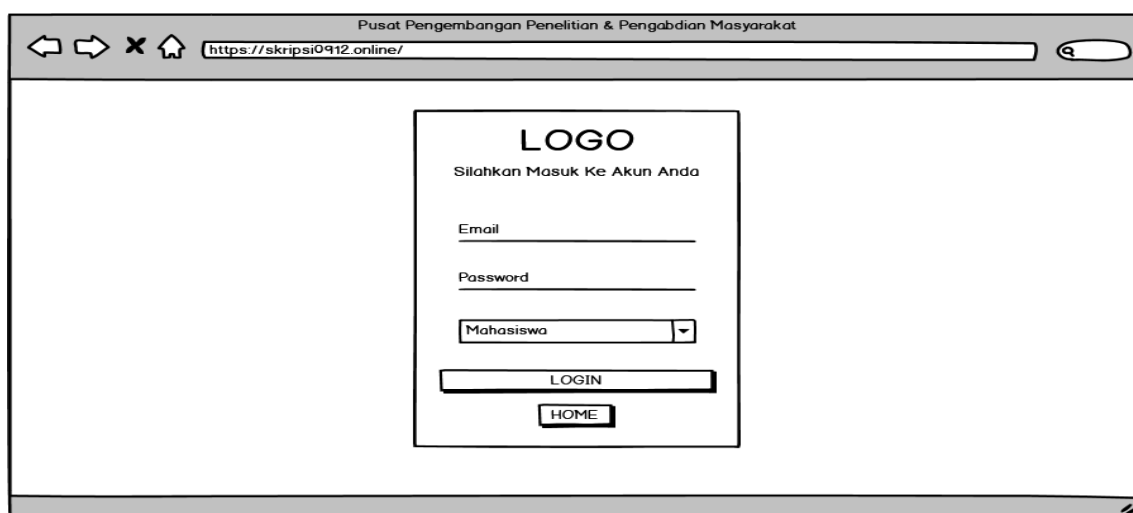 Pusat Pengembangan Penelitian & Pengabdian Masyarakat
https://skripsi0912.online/
LOGO
Silahkan Masuk Ke Akun Anda
Email
Password
Mahasiswa
LOGIN
HOME